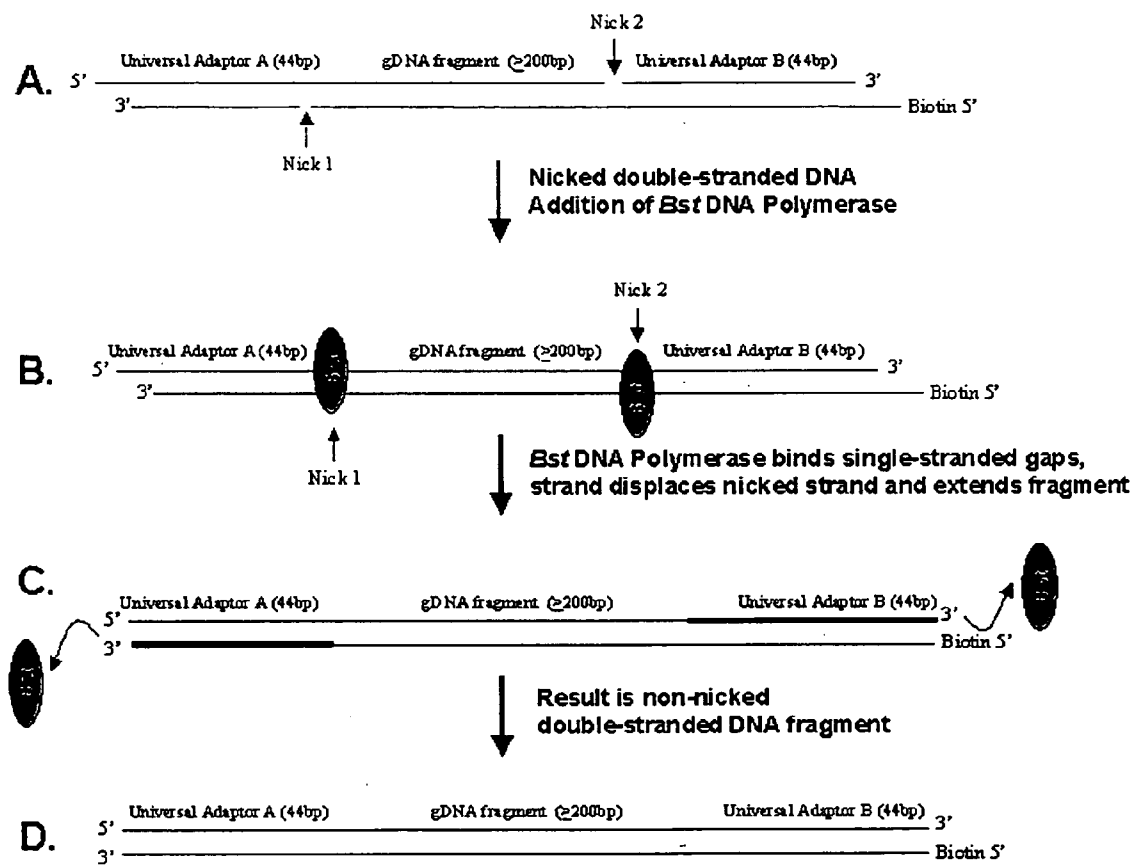 Nick 2
Universal Adaptor A (44bp) gDNA fragment (≥200bp) Universal Adaptor B (44bp)
A. 5' 3'
3' Biotin 5'
Nick 1
Nicked double-stranded DNA
Addition of Bst DNA Polymerase
Nick 2
Universal Adaptor A (44bp) gDNA fragment (≥200bp) Universal Adaptor B (44bp)
B. 5' 3'
3' Biotin 5'
Nick 1
Bst DNA Polymerase binds single-stranded gaps,
strand displaces nicked strand and extends fragment
C.
Universal Adaptor A (44bp) gDNA fragment (≥200bp) Universal Adaptor B (44bp)
5' 3'
3' Biotin 5'
Result is non-nicked
double-stranded DNA fragment
Universal Adaptor A (44bp) gDNA fragment (≥200bp) Universal Adaptor B (44bp)
D. 5' 3'
3' Biotin 5'